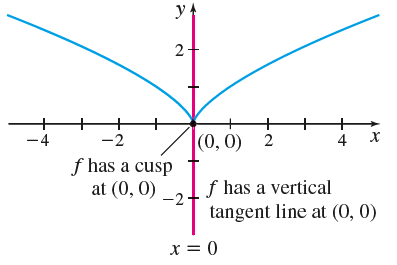 y
2
-4 -2 (0, 0) 2 4 x
f has a cusp
at (0, 0)
-2
f has a vertical
tangent line at (0, 0)
x = 0